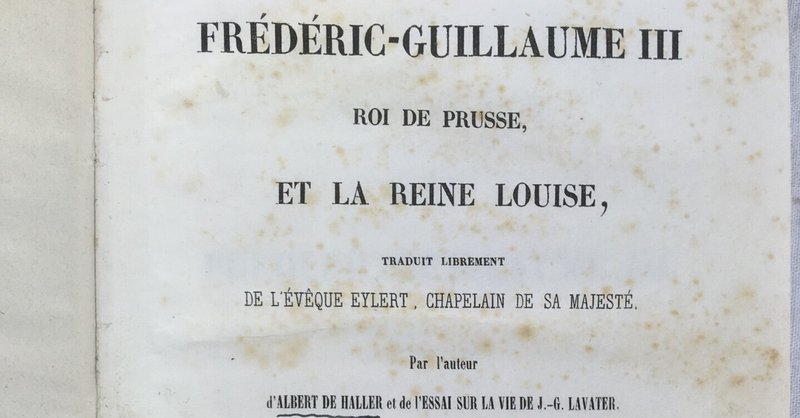 FRÉDÉRIC-GUILLAUME III
ROI DE PRUSSE,
ET LA REINE LOUISE,
TRADUIT LIBREMENT
DE L'ÉVÊQUE EYLERT, CHAPELAIN DE SA MAJESTÉ.
Par l'auteur
d'ALBERT DE HALLER et de l'ESSAI SUR LA VIE DE J.-G. LAVATER.